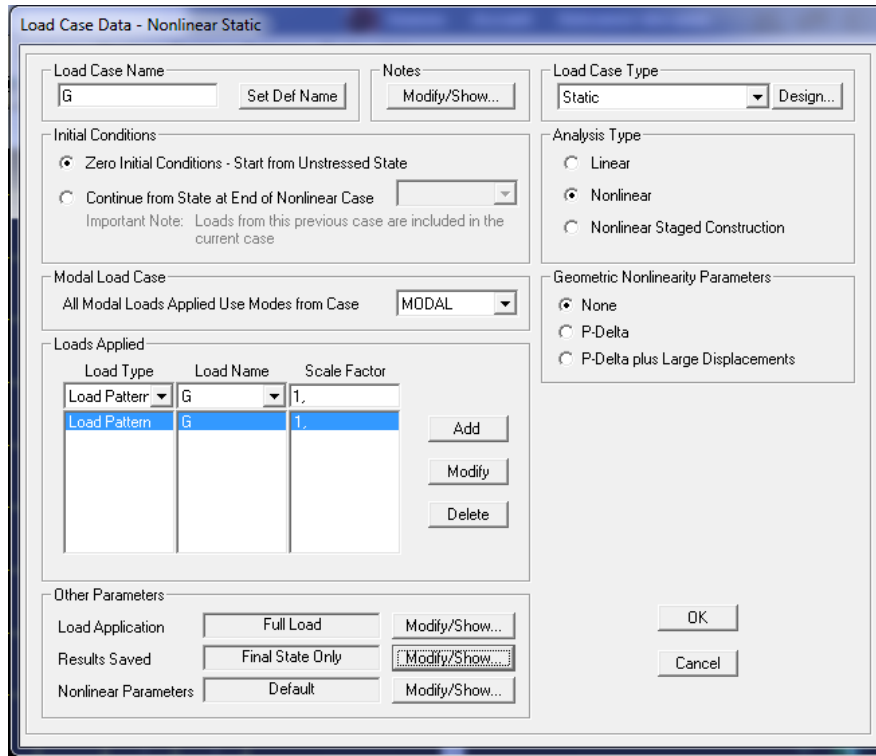 Load Case Data - Nonlinear Static
Load Case Name
G
Set Def Name
Notes
Modify/Show...
Load Case Type
Static
Design...
Initial Conditions
Zero Initial Conditions - Start from Unstressed State
Continue from State at End of Nonlinear Case
Important Note: Loads from this previous case are included in the
current case
Analysis Type
Linear
Nonlinear
Nonlinear Staged Construction
Modal Load Case
All Modal Loads Applied Use Modes from Case
MODAL
Geometric Nonlinearity Parameters
None
P-Delta
P-Delta plus Large Displacements
Loads Applied
Load Type Load Name Scale Factor
Load Pattern G 1,
Load Pattern G 1,
Add
Modify
Delete
Other Parameters
Load Application Full Load Modify/Show...
Results Saved Final State Only Modify/Show...
Nonlinear Parameters Default Modify/Show...
OK
Cancel